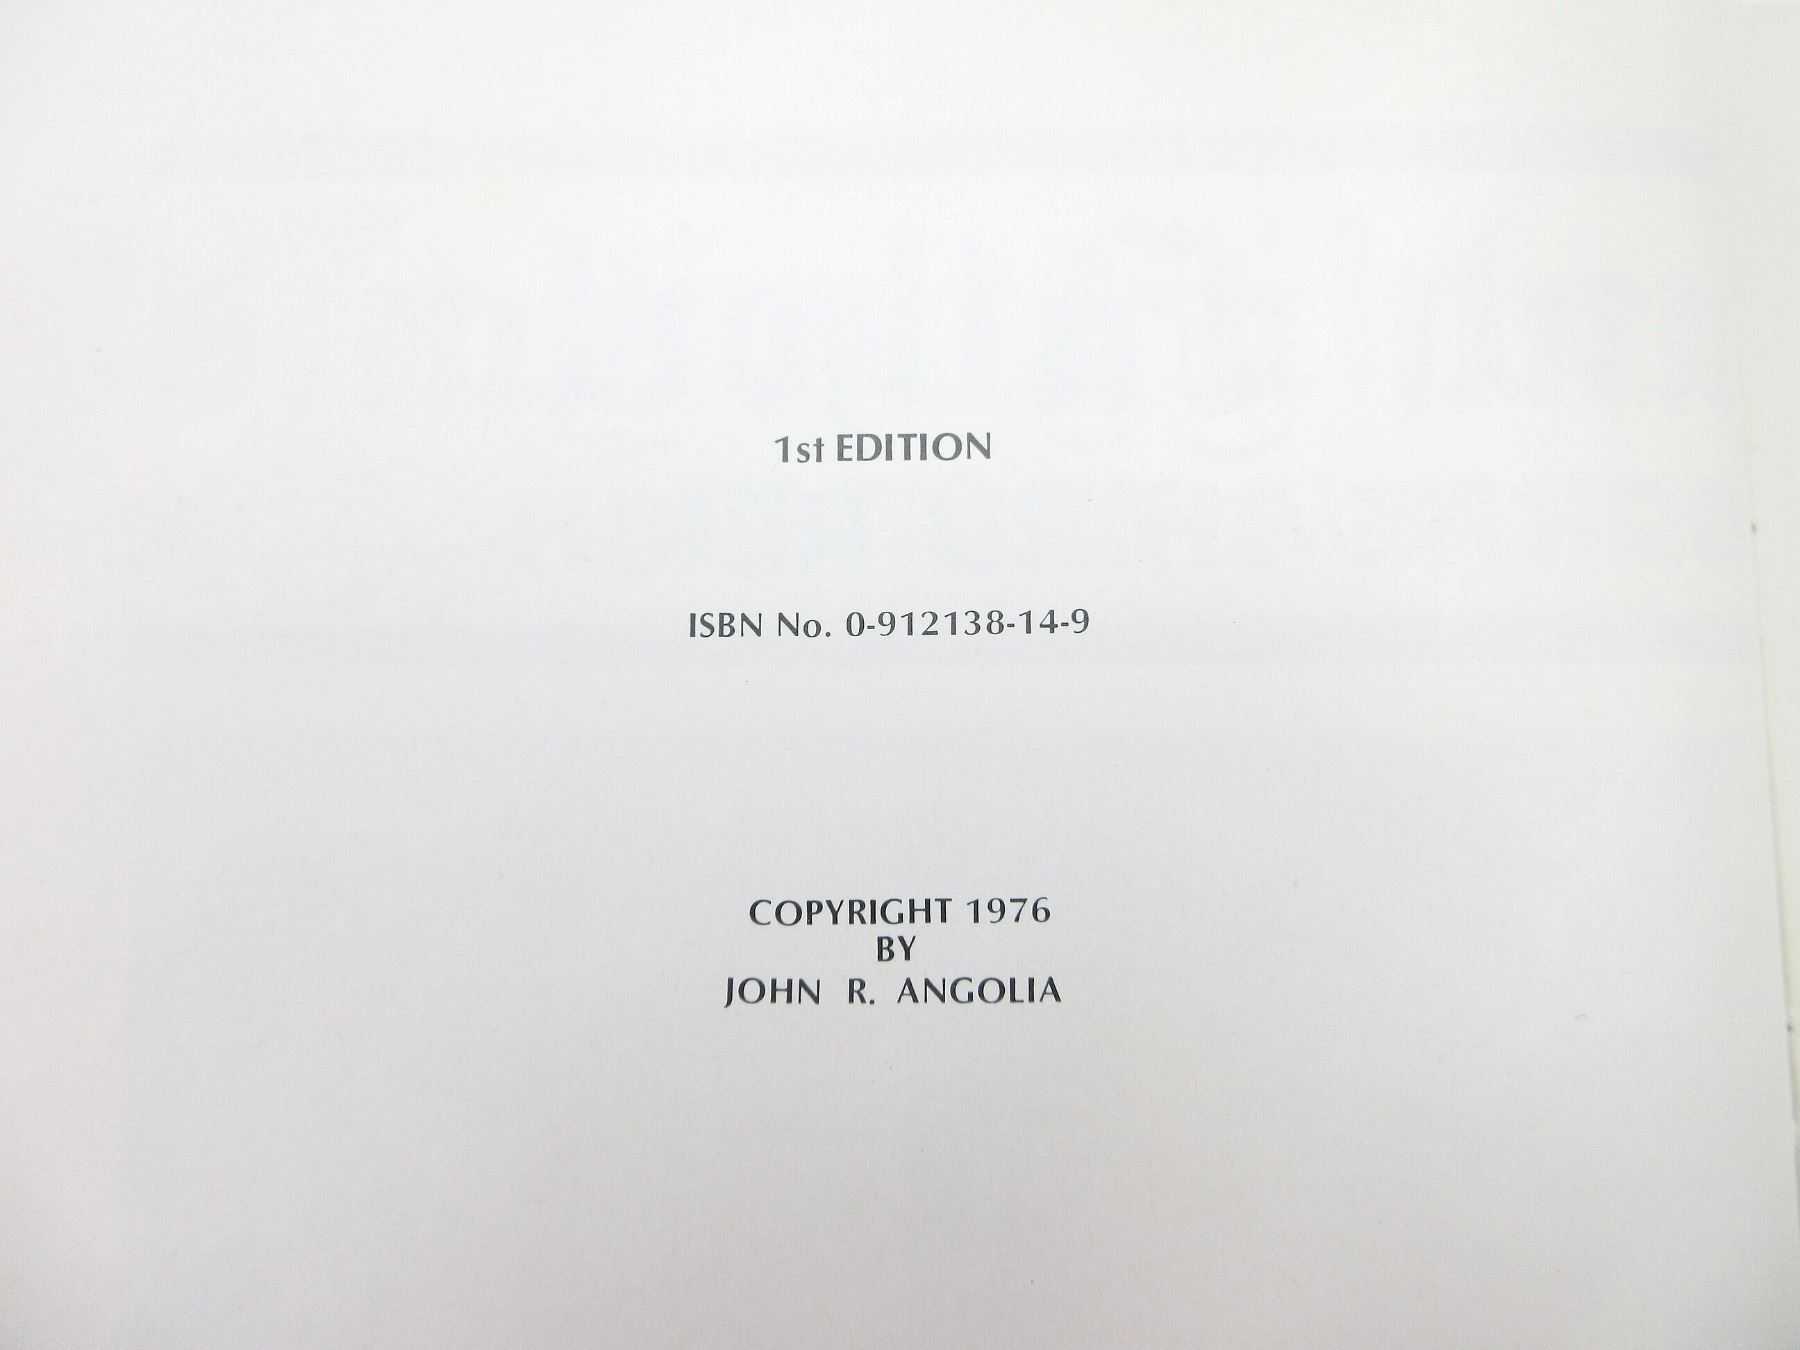 1st EDITION
ISBN No. 0-912138-14-9
COPYRIGHT 1976
BY
JOHN R. ANGOLIA